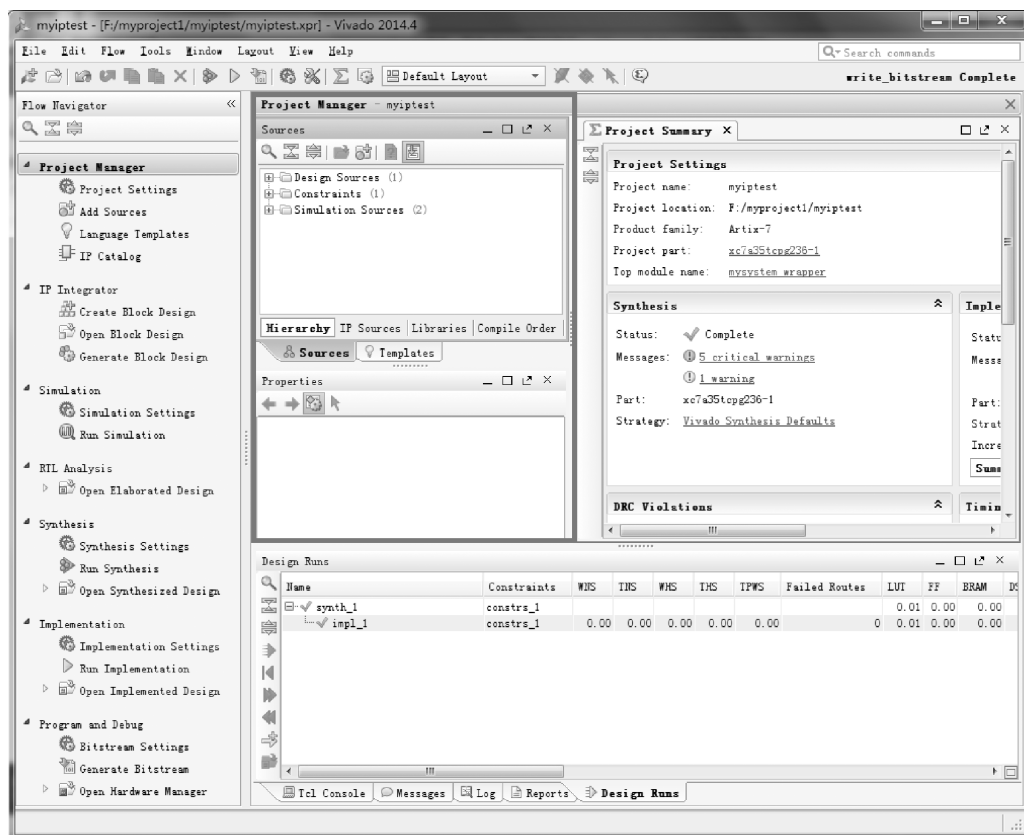 myiptest - [F:/myproject1/myiptest/myiptest.xpr] - Vivado 2014.4
File Edit Flow Tools Window Layout View Help
Search commands
Default Layout
write_bitstream Complete
Flow Navigator
Project Manager
Project Settings
Add Sources
Language Templates
IP Catalog
IP Integrator
Create Block Design
Open Block Design
Generate Block Design
Simulation
Simulation Settings
Run Simulation
RTL Analysis
Open Elaborated Design
Synthesis
Synthesis Settings
Run Synthesis
Open Synthesized Design
Implementation
Implementation Settings
Run Implementation
Open Implemented Design
Program and Debug
Bitstream Settings
Generate Bitstream
Open Hardware Manager
Project Manager - myiptest
Sources
Design Sources (1)
Constraints (1)
Simulation Sources (2)
Hierarchy IP Sources Libraries Compile Order
Sources Templates
Properties
Project Summary
Project Settings
Project name: myiptest
Project location: F:/myproject1/myiptest
Product family: Artix-7
Project part: xc7a35tcpg236-1
Top module name: mysystem_wrapper
Synthesis
Status: Complete
Messages: 5 critical warnings
1 warning
Part: xc7a35tcpg236-1
Strategy: Vivado Synthesis Defaults
Imple
Statu
Messa
Part:
Strat
Incre
Summ
DRC Violations
Timin
Design Runs
Name Constraints WNS TNS WHS THS TPWS Failed Routes LUT FF BRAM DS
synth_1 constrs_1 0.01 0.00 0.00
impl_1 constrs_1 0.00 0.00 0.00 0.00 0.00 0 0.01 0.00 0.00
Tcl Console Messages Log Reports Design Runs